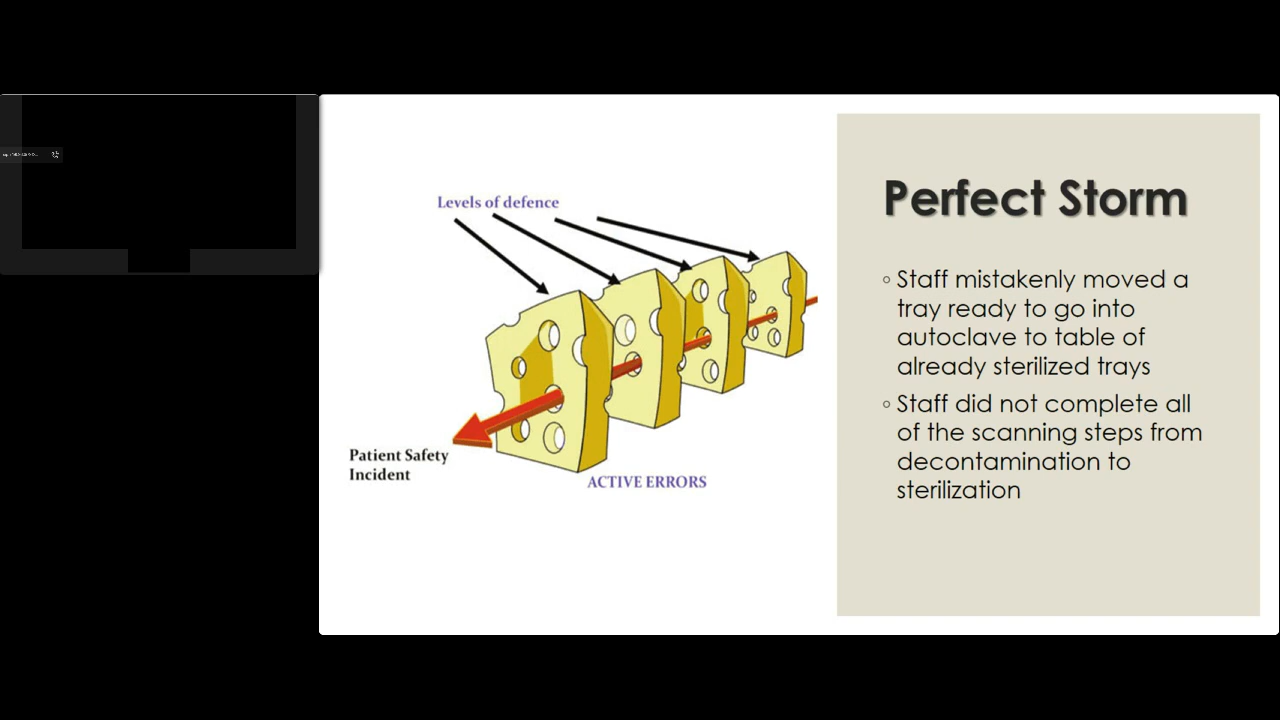 Levels of defence
Patient Safety
Incident
ACTIVE ERRORS
Perfect Storm
◦ Staff mistakenly moved a
tray ready to go into
autoclave to table of
already sterilized trays
◦ Staff did not complete all
of the scanning steps from
decontamination to
sterilization